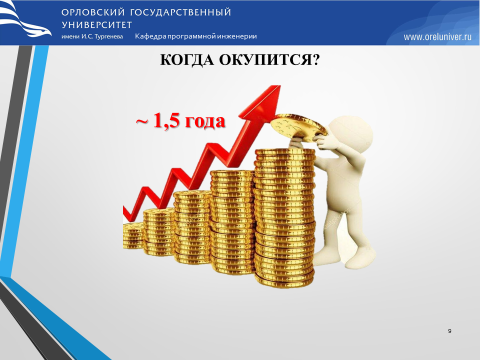 ОРЛОВСКИЙ ГОСУДАРСТВЕННЫЙ
УНИВЕРСИТЕТ
имени И.С. Тургенева Кафедра программной инженерии
www.oreluniver.ru
КОГДА ОКУПИТСЯ?
~ 1,5 года
9